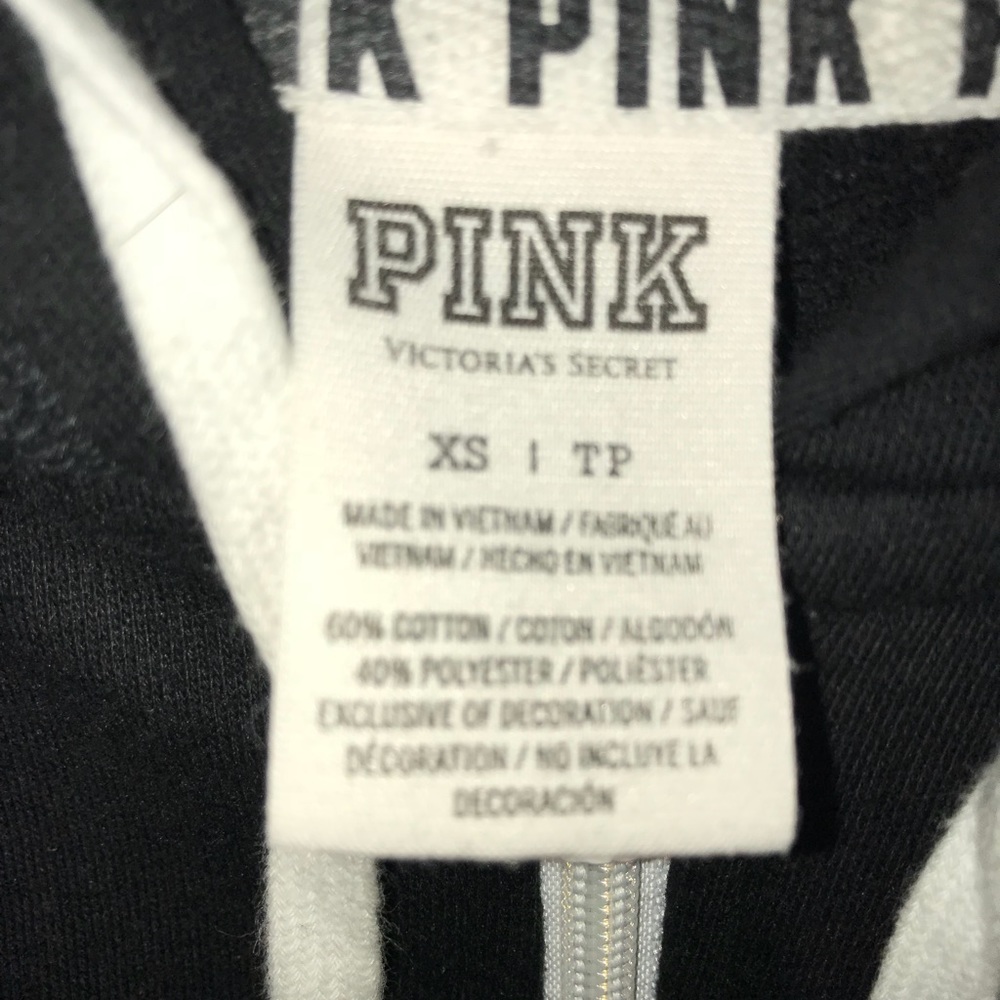 K PINK
PINK
VICTORIA'S SECRET
XS | TP
MADE IN VIETNAM / FABRIQUÉ AU
VIETNAM / HECHO EN VIETNAM
60% COTTON / COTON / ALGODÓN
40% POLYESTER / POLIÉSTER
EXCLUSIVE OF DECORATION / SAUF
DÉCORATION / NO INCLUYE LA
DECORACIÓN